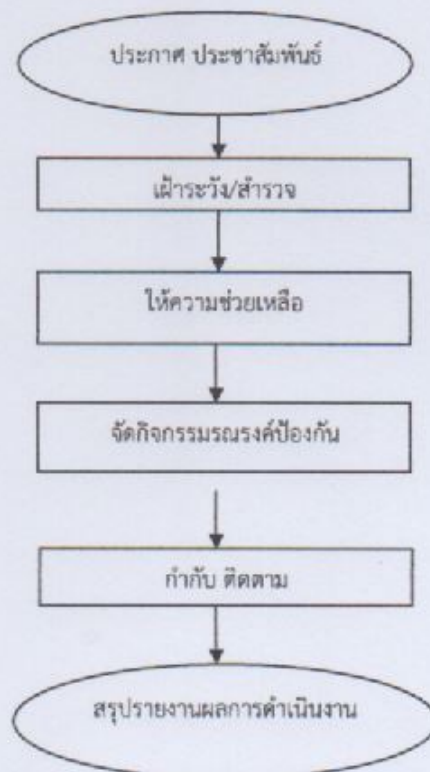 ประกาศ ประชาสัมพันธ์
เฝ้าระวัง/สำรวจ
ให้ความช่วยเหลือ
จัดกิจกรรมรณรงค์ป้องกัน
กำกับ ติดตาม
สรุปรายงานผลการดำเนินงาน